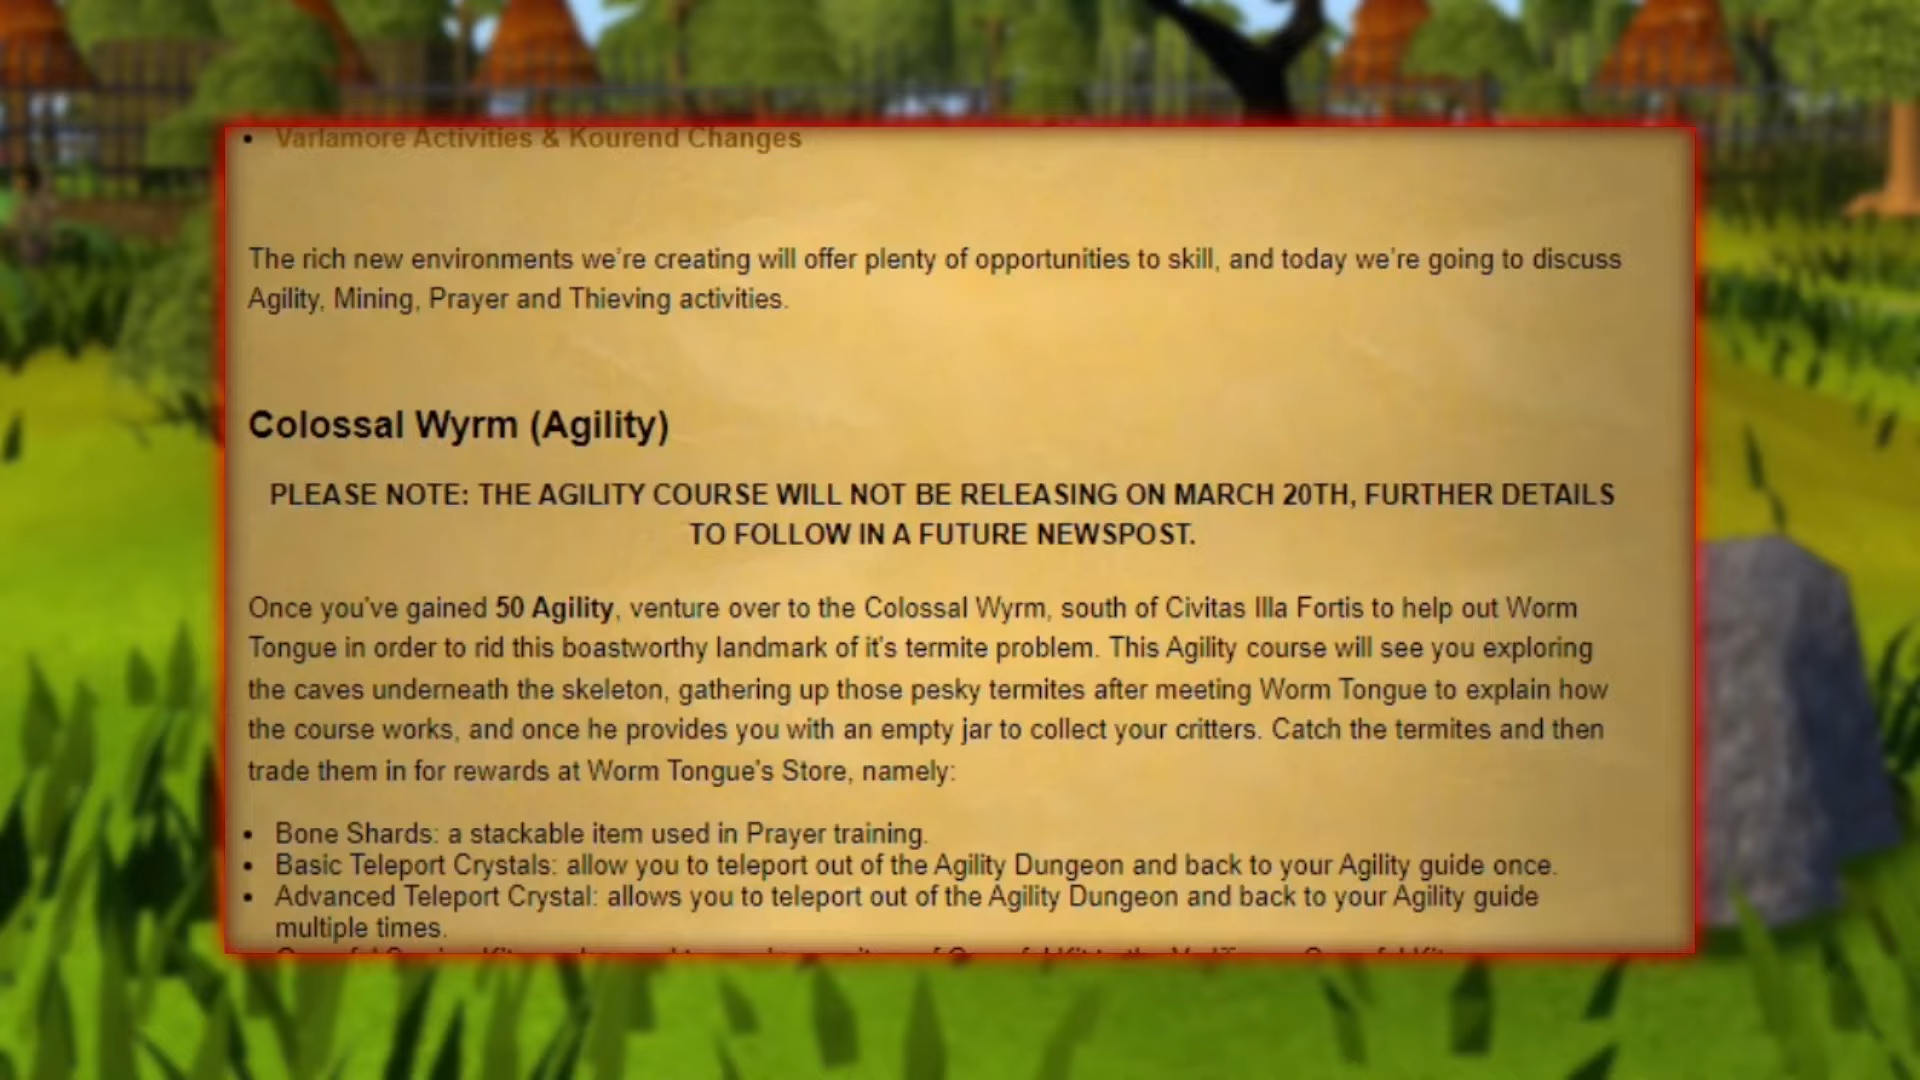 • Varlamore Activities & Kourend Changes
The rich new environments we're creating will offer plenty of opportunities to skill, and today we're going to discuss
Agility, Mining, Prayer and Thieving activities.
Colossal Wyrm (Agility)
PLEASE NOTE: THE AGILITY COURSE WILL NOT BE RELEASING ON MARCH 20TH, FURTHER DETAILS
TO FOLLOW IN A FUTURE NEWSPOST.
Once you've gained 50 Agility, venture over to the Colossal Wyrm, south of Civitas Illa Fortis to help out Worm
Tongue in order to rid this boastworthy landmark of it's termite problem. This Agility course will see you exploring
the caves underneath the skeleton, gathering up those pesky termites after meeting Worm Tongue to explain how
the course works, and once he provides you with an empty jar to collect your critters. Catch the termites and then
trade them in for rewards at Worm Tongue's Store, namely:
• Bone Shards: a stackable item used in Prayer training.
• Basic Teleport Crystals: allow you to teleport out of the Agility Dungeon and back to your Agility guide once.
• Advanced Teleport Crystal: allows you to teleport out of the Agility Dungeon and back to your Agility guide
multiple times.